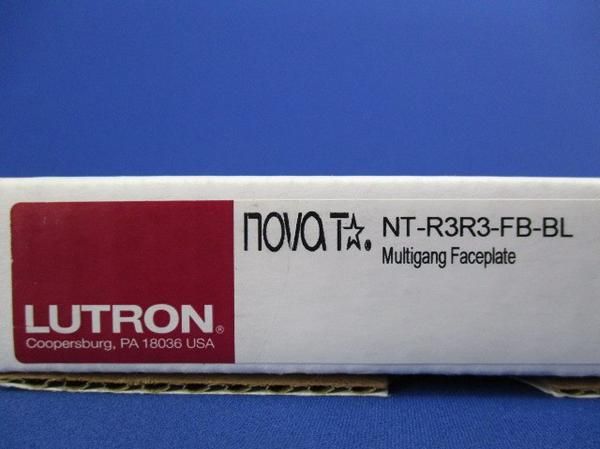 nova T☆. NT-R3R3-FB-BL
Multigang Faceplate
LUTRON®
Coopersburg, PA 18036 USA